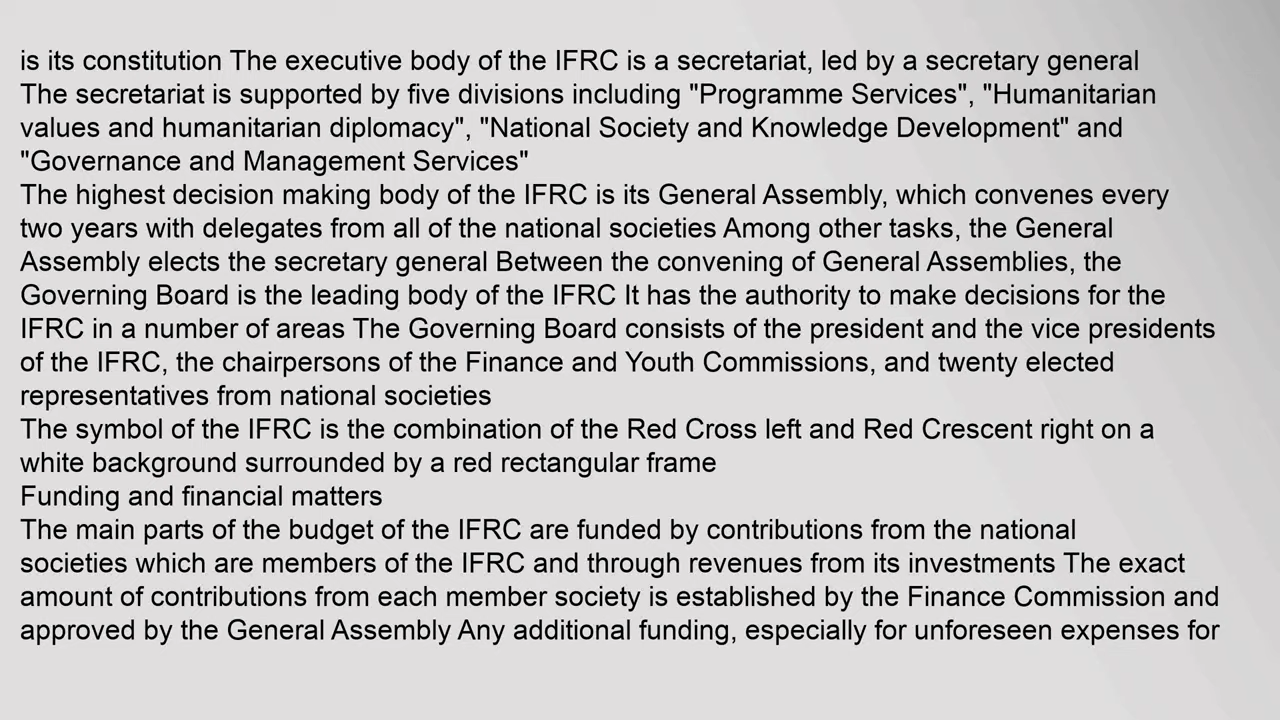 is its constitution The executive body of the IFRC is a secretariat, led by a secretary general
The secretariat is supported by five divisions including "Programme Services", "Humanitarian
values and humanitarian diplomacy", "National Society and Knowledge Development" and
"Governance and Management Services"
The highest decision making body of the IFRC is its General Assembly, which convenes every
two years with delegates from all of the national societies Among other tasks, the General
Assembly elects the secretary general Between the convening of General Assemblies, the
Governing Board is the leading body of the IFRC It has the authority to make decisions for the
IFRC in a number of areas The Governing Board consists of the president and the vice presidents
of the IFRC, the chairpersons of the Finance and Youth Commissions, and twenty elected
representatives from national societies
The symbol of the IFRC is the combination of the Red Cross left and Red Crescent right on a
white background surrounded by a red rectangular frame
Funding and financial matters
The main parts of the budget of the IFRC are funded by contributions from the national
societies which are members of the IFRC and through revenues from its investments The exact
amount of contributions from each member society is established by the Finance Commission and
approved by the General Assembly Any additional funding, especially for unforeseen expenses for